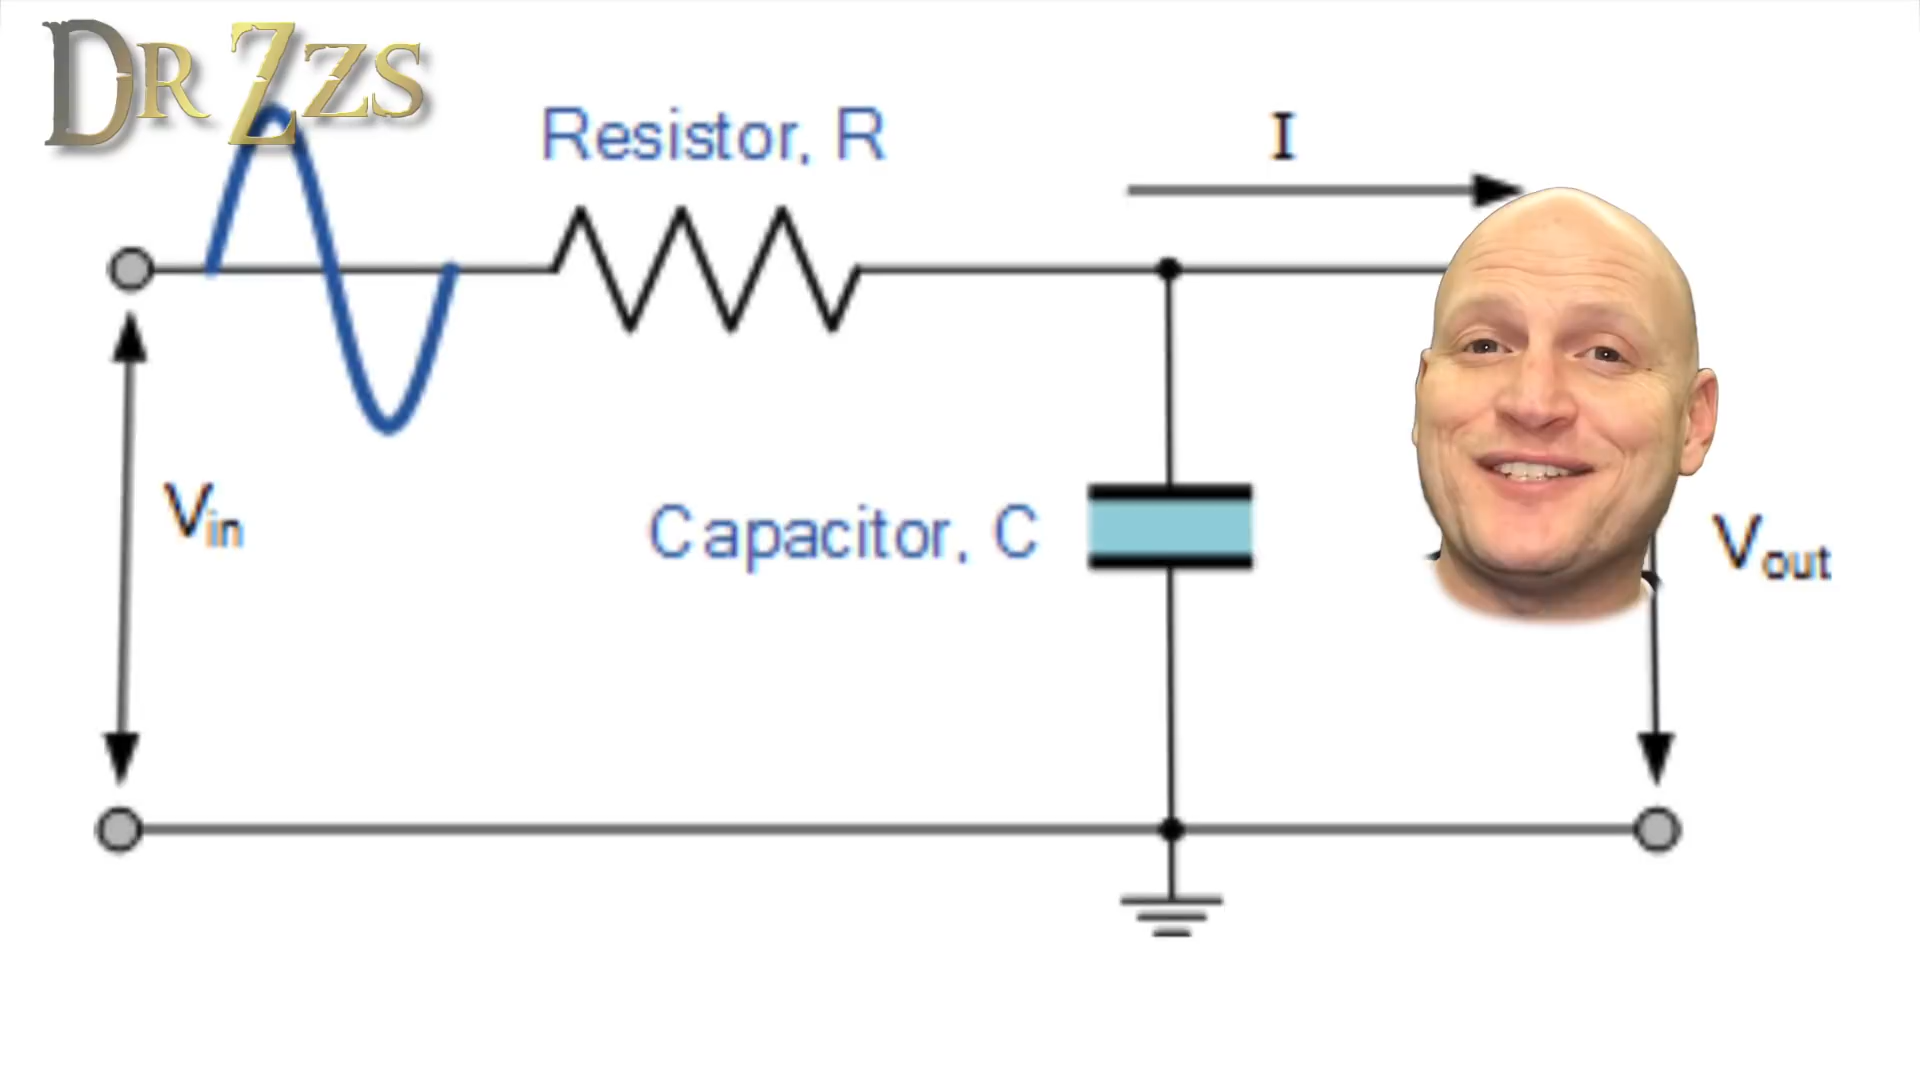 Dr Zzs
Resistor, R
I
Vin
Capacitor, C
Vout